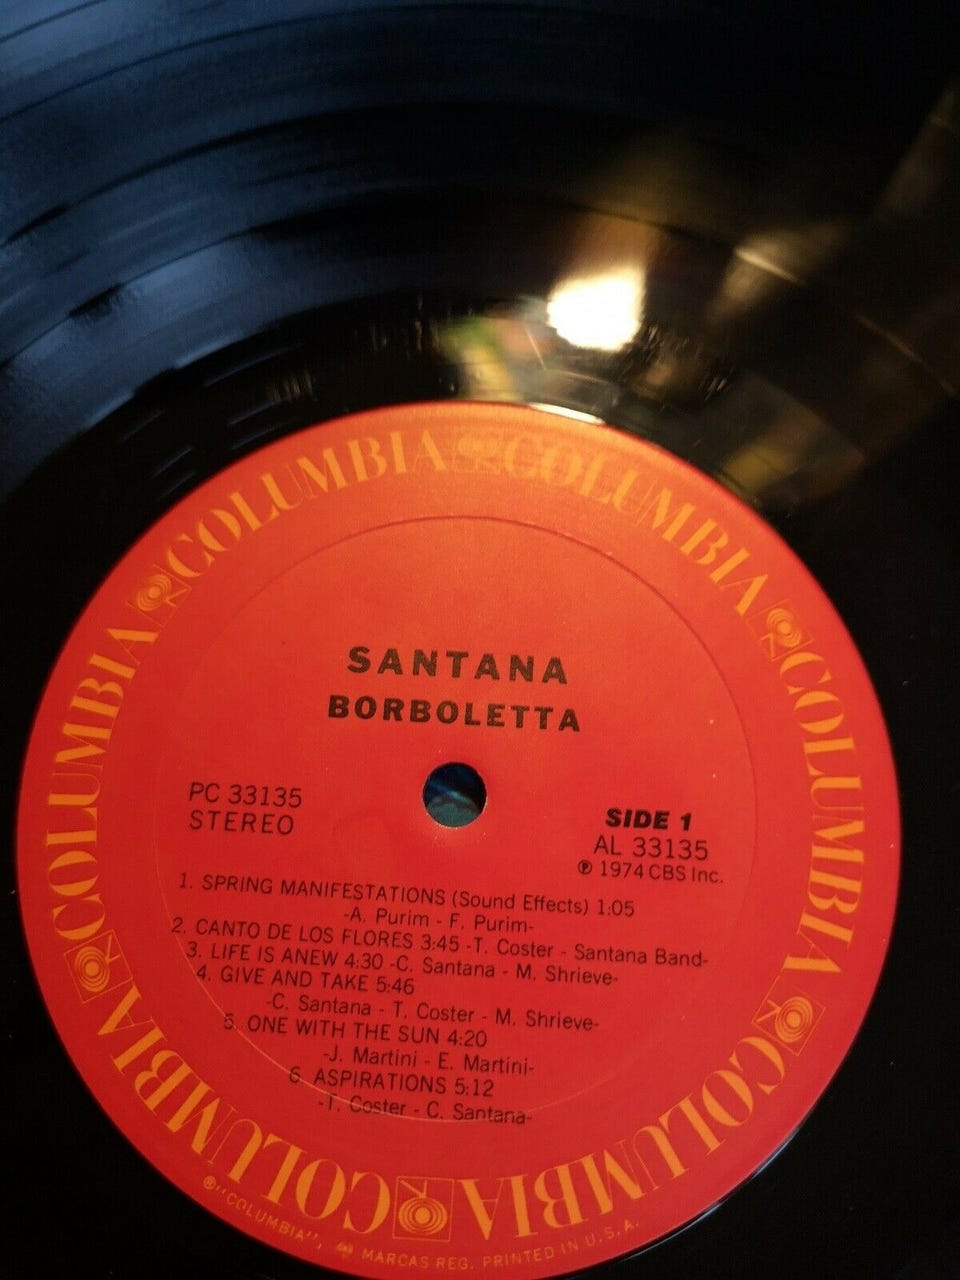 COLUMBIA COLUMBIA COLUMBIA COLUMBIA COLUMBIA COLUMBIA COLUMBIA
SANTANA
BORBOLETTA
PC 33135
STEREO
SIDE 1
AL 33135
℗ 1974 CBS Inc.
1. SPRING MANIFESTATIONS (Sound Effects) 1:05
-A. Purim - F. Purim-
2. CANTO DE LOS FLORES 3:45 -T. Coster - Santana Band-
3. LIFE IS ANEW 4:30 -C. Santana - M. Shrieve-
4. GIVE AND TAKE 5:46
-C. Santana - T. Coster - M. Shrieve-
5. ONE WITH THE SUN 4:20
-J. Martini - E. Martini-
6. ASPIRATIONS 5:12
-T. Coster - C. Santana-
®"COLUMBIA", MARCAS REG. PRINTED IN U.S.A.